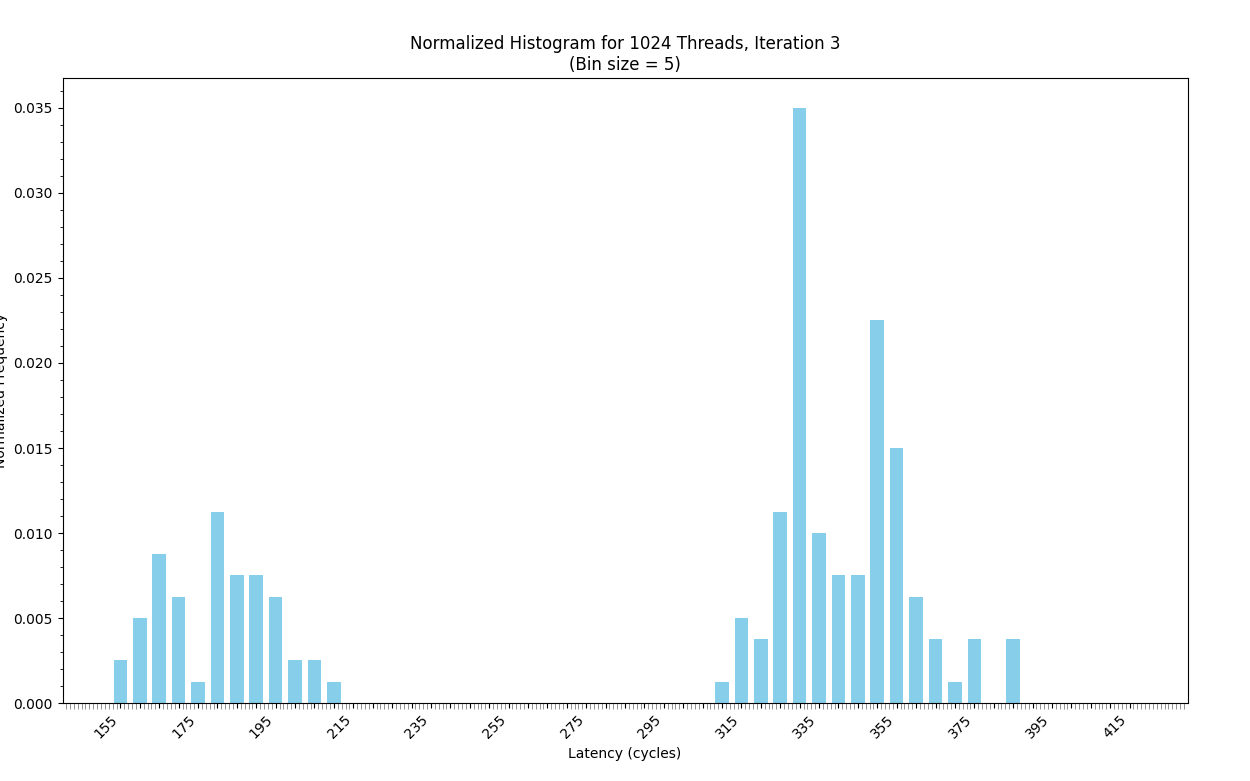 Normalized Histogram for 1024 Threads, Iteration 3
(Bin size = 5)
0.035
0.030
0.025
0.020
0.015
0.010
0.005
0.000
Normalized Frequency
155 175 195 215 235 255 275 295 315 335 355 375 395 415
Latency (cycles)